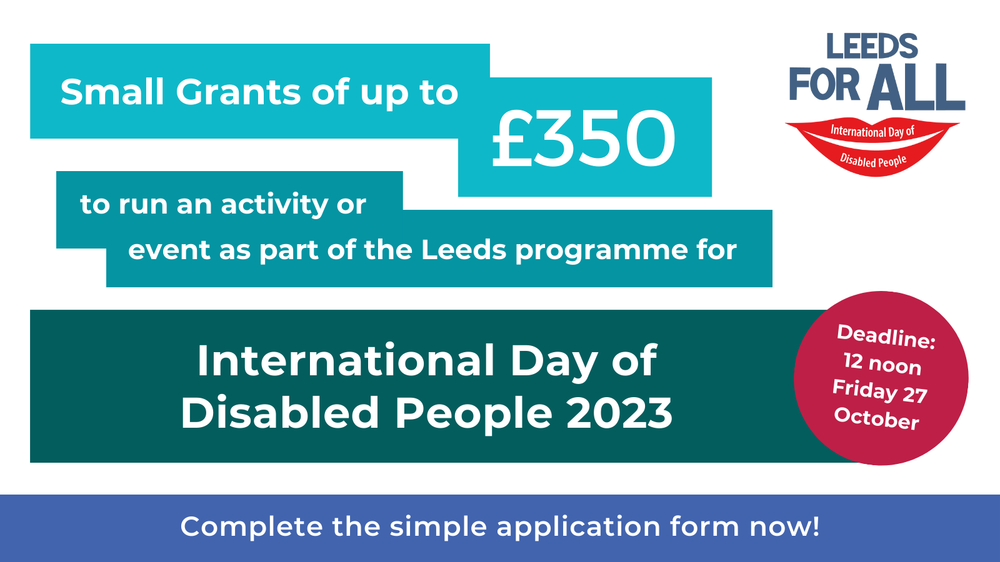 Small Grants of up to
£350
to run an activity or
event as part of the Leeds programme for
International Day of
Disabled People 2023
LEEDS
FOR ALL
International Day of
Disabled People
Deadline:
12 noon
Friday 27
October
Complete the simple application form now!